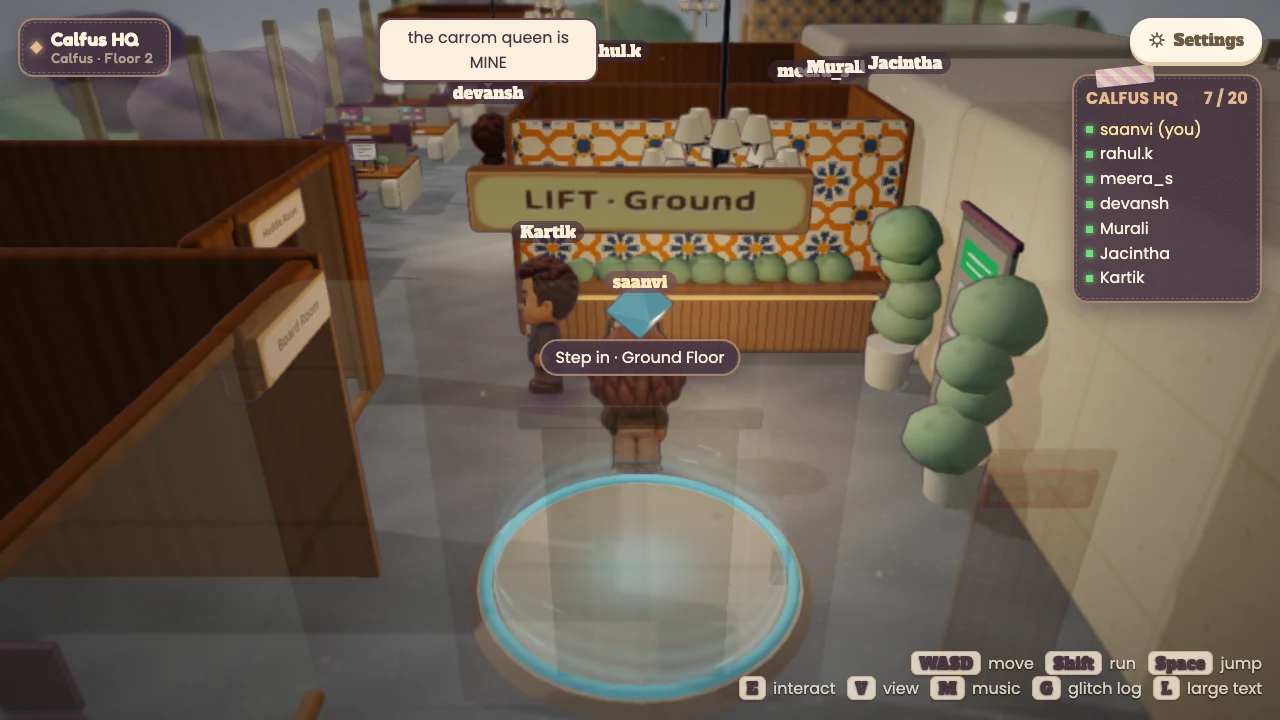 Calfus HQ
Calfus · Floor 2
the carrom queen is
MINE
hul.k
devansh
Murali
Jacintha
Settings
CALFUS HQ 7 / 20
saanvi (you)
rahul.k
meera_s
devansh
Murali
Jacintha
Kartik
LIFT · Ground
Huddle Room
Kartik
saanvi
Board Room
Step in · Ground Floor
WASD move Shift run Space jump
E interact V view M music G glitch log L large text